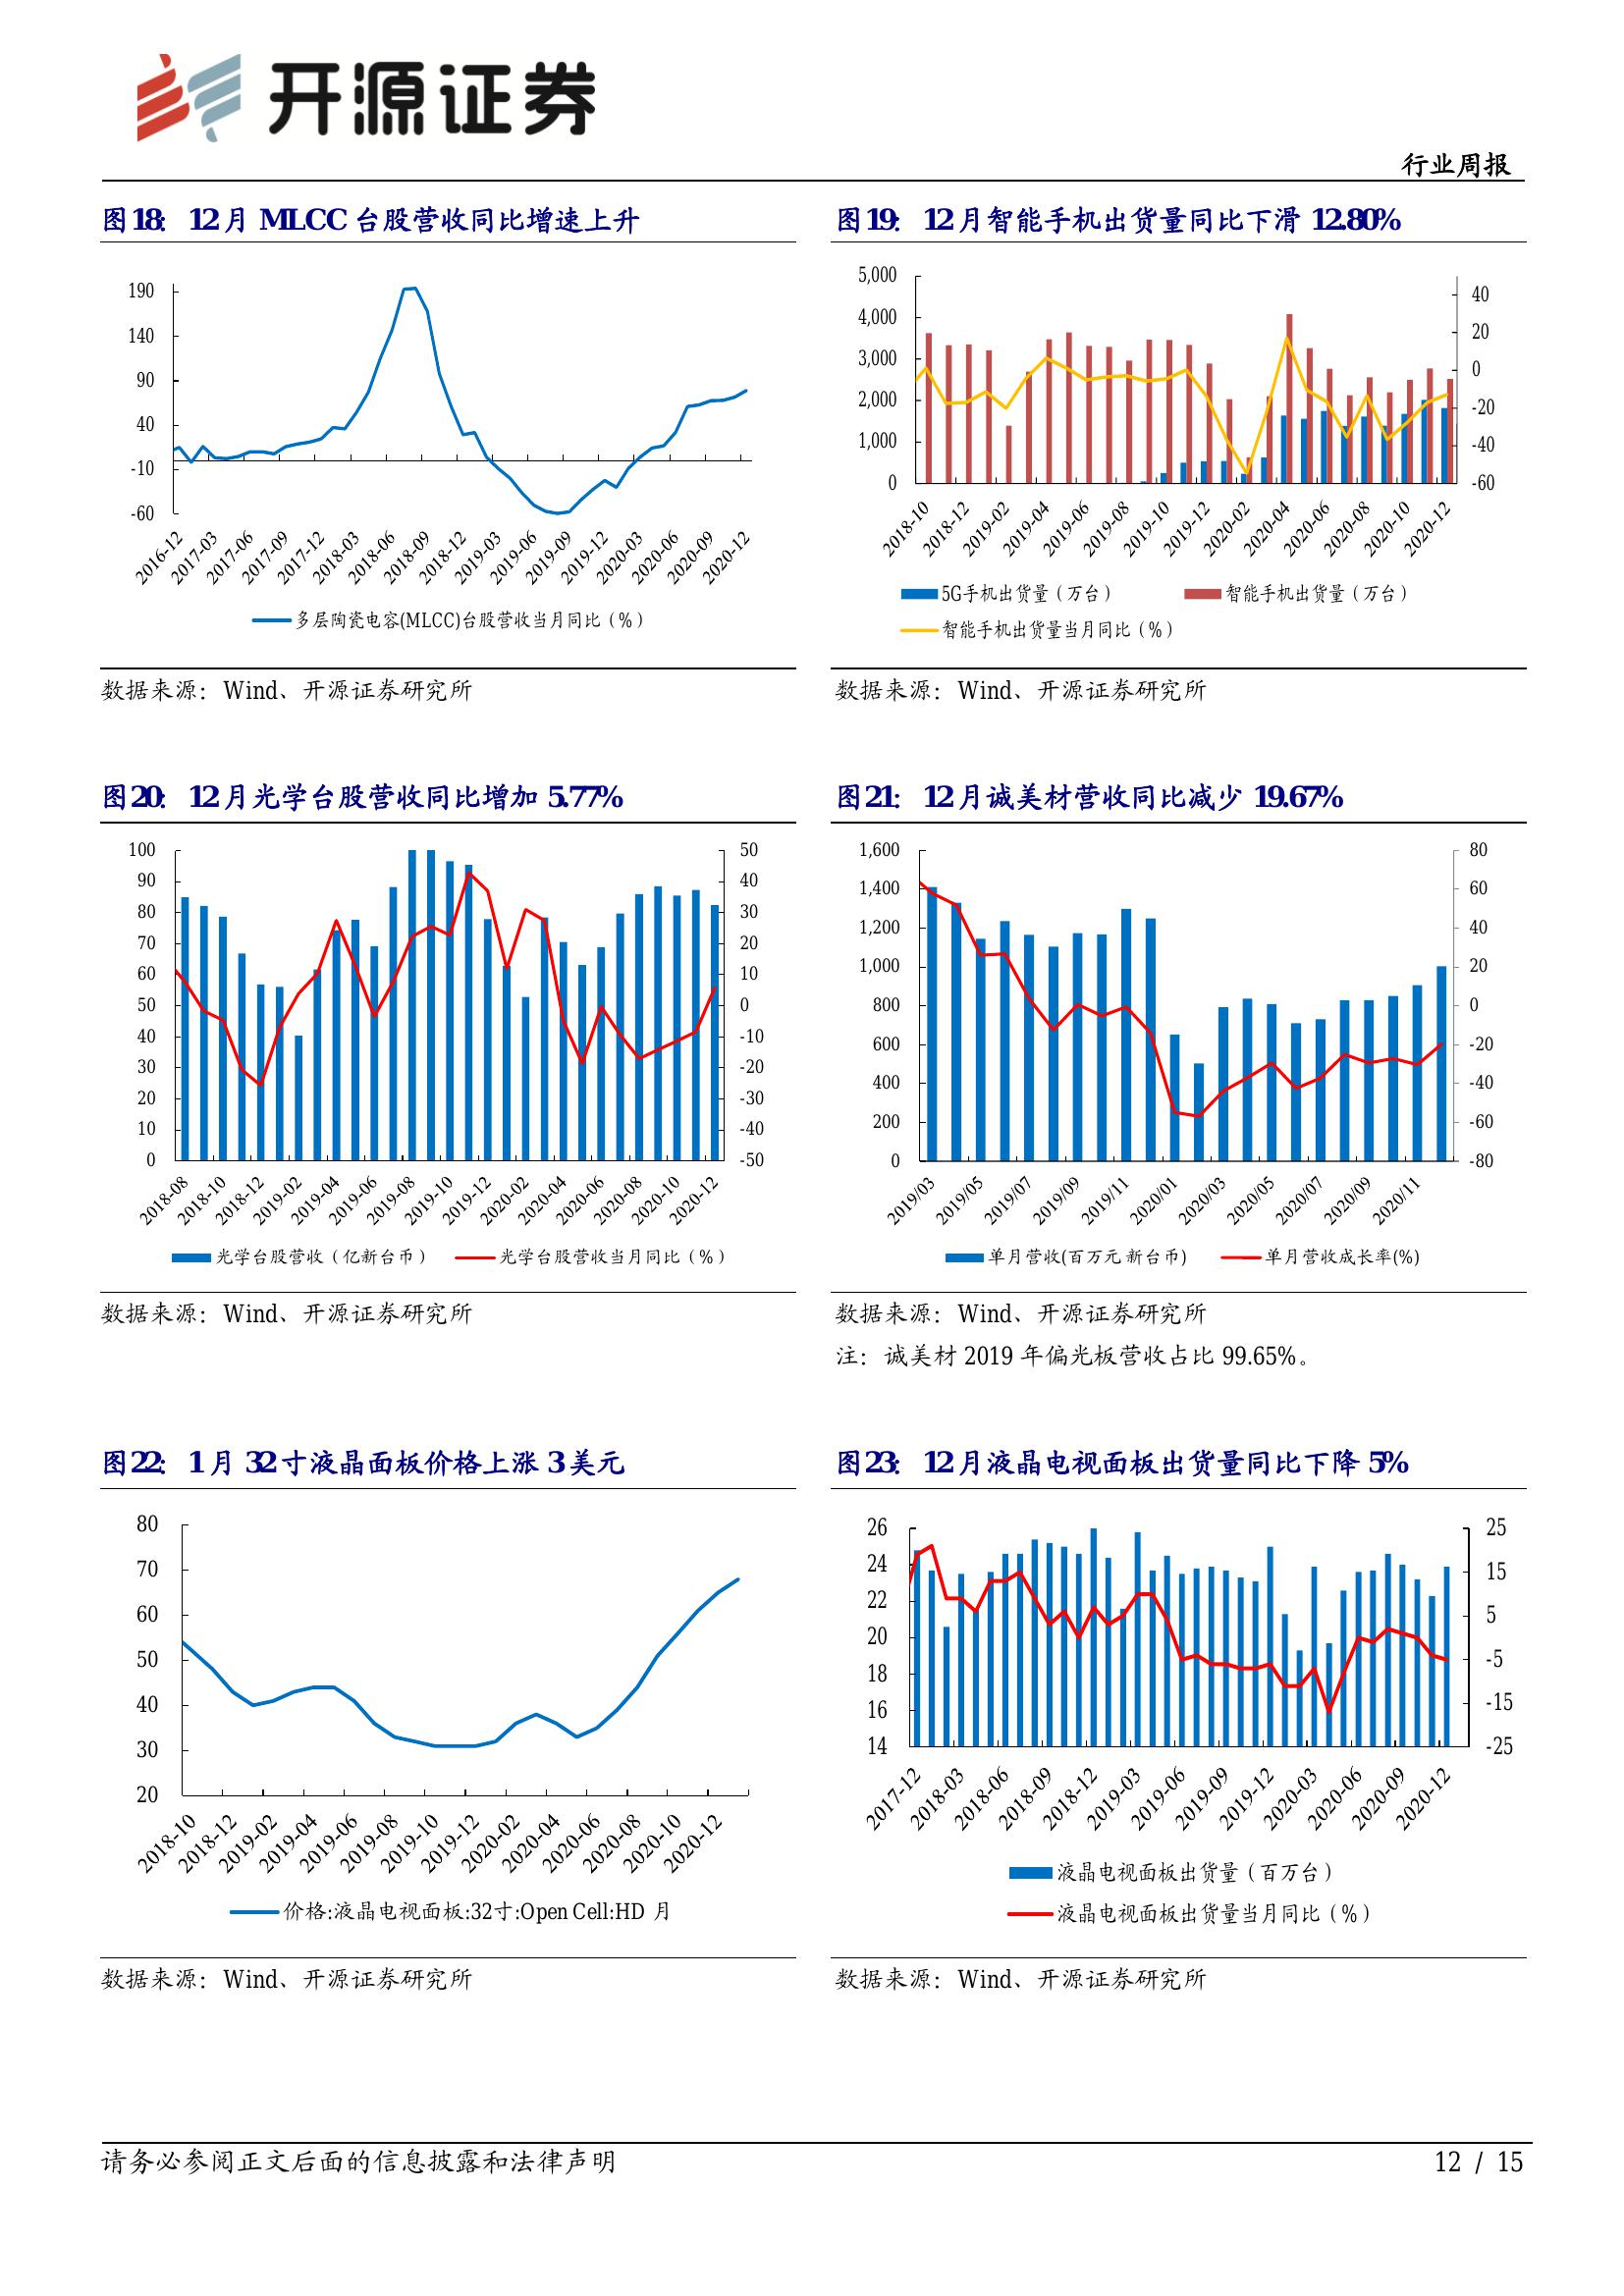 开源证券
行业周报
图18： 12月 MLCC 台股营收同比增速上升
190
140
90
40
-10
-60
2016-12 2017-03 2017-06 2017-09 2017-12 2018-03 2018-06 2018-09 2018-12 2019-03 2019-06 2019-09 2019-12 2020-03 2020-06 2020-09 2020-12
多层陶瓷电容(MLCC)台股营收当月同比（%）
数据来源：Wind、开源证券研究所
图19： 12月智能手机出货量同比下滑 12.80%
5,000
4,000
3,000
2,000
1,000
0
40
20
0
-20
-40
-60
2018-10 2018-12 2019-02 2019-04 2019-06 2019-08 2019-10 2019-12 2020-02 2020-04 2020-06 2020-08 2020-10 2020-12
5G手机出货量（万台） 智能手机出货量（万台）
智能手机出货量当月同比（%）
数据来源：Wind、开源证券研究所
图20： 12月光学台股营收同比增加 5.77%
100
90
80
70
60
50
40
30
20
10
0
50
40
30
20
10
0
-10
-20
-30
-40
-50
2018-08 2018-10 2018-12 2019-02 2019-04 2019-06 2019-08 2019-10 2019-12 2020-02 2020-04 2020-06 2020-08 2020-10 2020-12
光学台股营收（亿新台币） 光学台股营收当月同比（%）
数据来源：Wind、开源证券研究所
图21： 12月诚美材营收同比减少 19.67%
1,600
1,400
1,200
1,000
800
600
400
200
0
80
60
40
20
0
-20
-40
-60
-80
2019/03 2019/05 2019/07 2019/09 2019/11 2020/01 2020/03 2020/05 2020/07 2020/09 2020/11
单月营收(百万元 新台币) 单月营收成长率(%)
数据来源：Wind、开源证券研究所
注：诚美材 2019 年偏光板营收占比 99.65%。
图22： 1月 32寸液晶面板价格上涨 3美元
80
70
60
50
40
30
20
2018-10 2018-12 2019-02 2019-04 2019-06 2019-08 2019-10 2019-12 2020-02 2020-04 2020-06 2020-08 2020-10 2020-12
价格:液晶电视面板:32寸:Open Cell:HD 月
数据来源：Wind、开源证券研究所
图23： 12月液晶电视面板出货量同比下降 5%
26
24
22
20
18
16
14
25
15
5
-5
-15
-25
2017-12 2018-03 2018-06 2018-09 2018-12 2019-03 2019-06 2019-09 2019-12 2020-03 2020-06 2020-09 2020-12
液晶电视面板出货量（百万台）
液晶电视面板出货量当月同比（%）
数据来源：Wind、开源证券研究所
请务必参阅正文后面的信息披露和法律声明
12 / 15